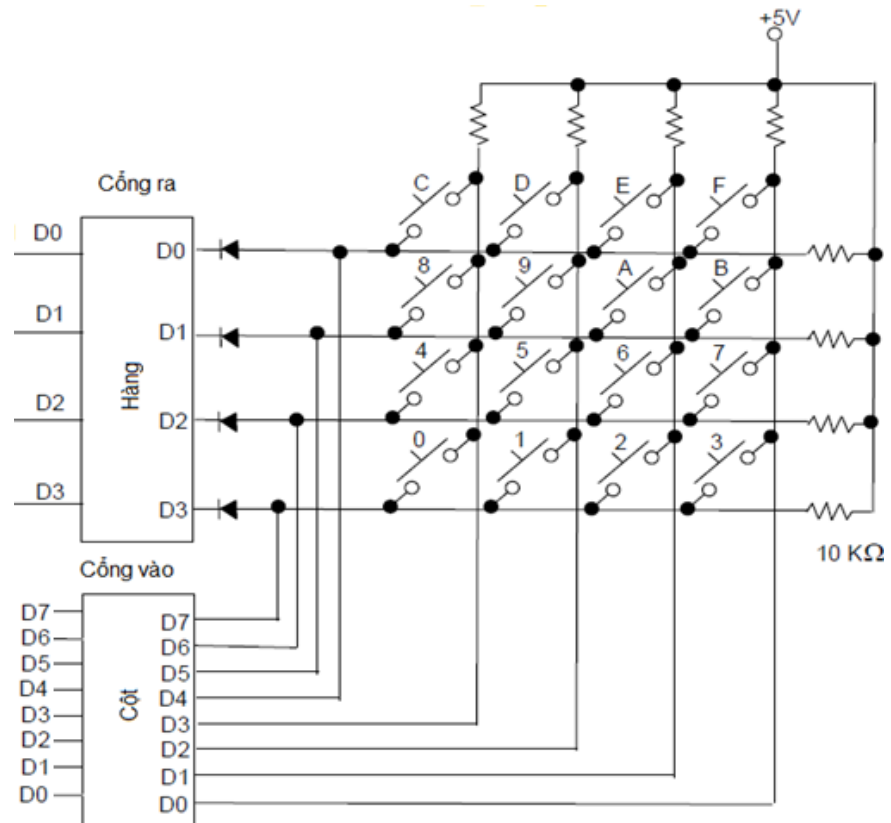 +5V
Cổng ra
C D E F
D0 D0
8 9 A B
D1 D1
4 5 6 7
Hàng
D2 D2
0 1 2 3
D3 D3
10 KΩ
Cổng vào
D7 D7
D6 D6
D5 D5
D4 D4
Cột
D3 D3
D2 D2
D1 D1
D0 D0